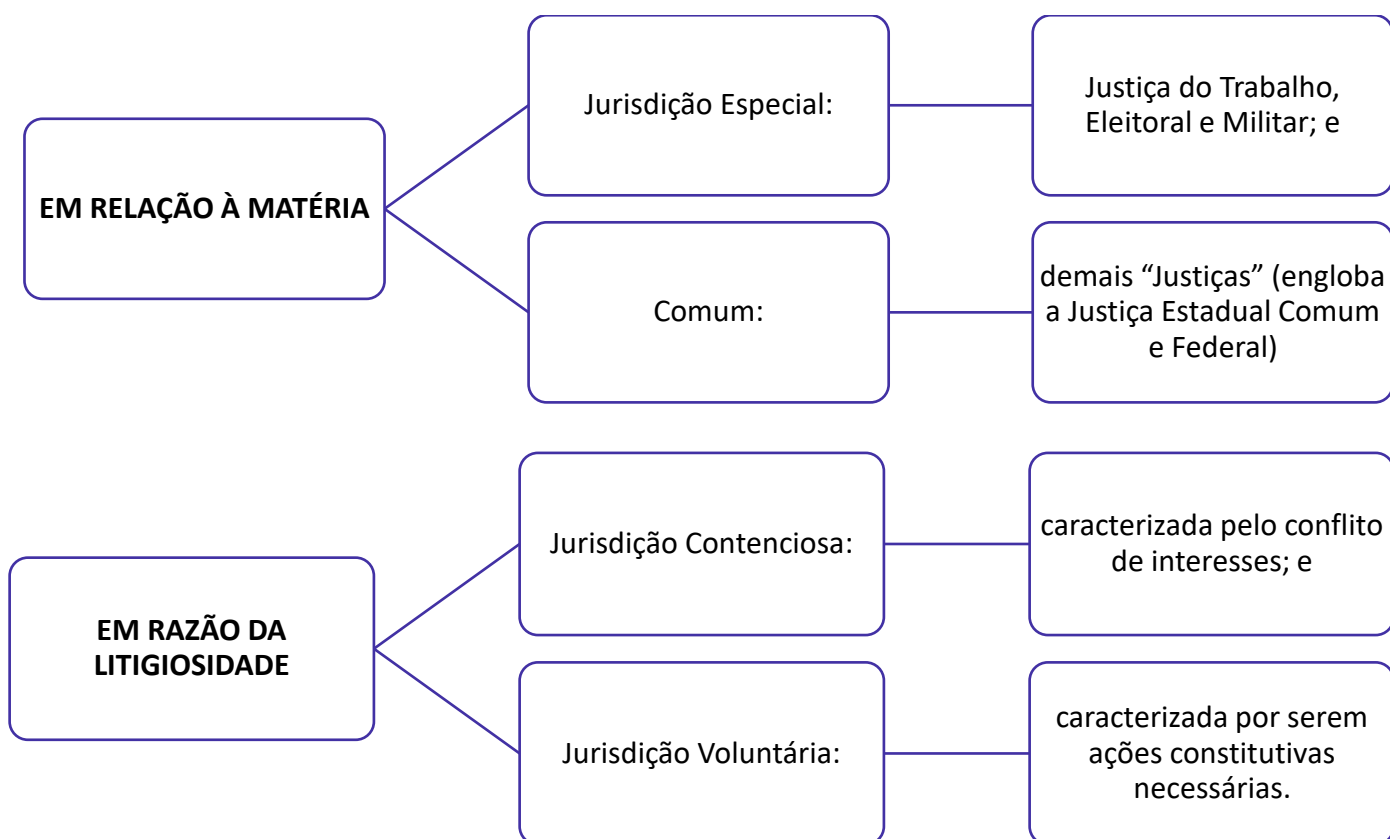 EM RELAÇÃO À MATÉRIA
Jurisdição Especial:
Justiça do Trabalho,
Eleitoral e Militar; e
Comum:
demais “Justiças” (engloba
a Justiça Estadual Comum
e Federal)
EM RAZÃO DA
LITIGIOSIDADE
Jurisdição Contenciosa:
caracterizada pelo conflito
de interesses; e
Jurisdição Voluntária:
caracterizada por serem
ações constitutivas
necessárias.